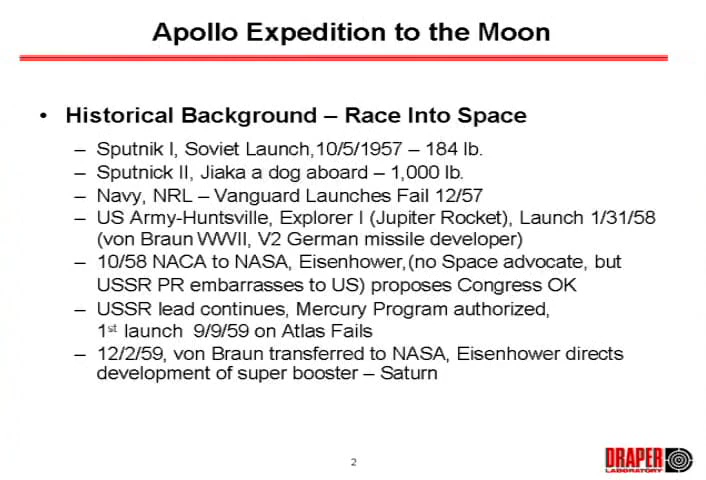 Apollo Expedition to the Moon
• Historical Background – Race Into Space
– Sputnik I, Soviet Launch,10/5/1957 – 184 lb.
– Sputnick II, Jiaka a dog aboard – 1,000 lb.
– Navy, NRL – Vanguard Launches Fail 12/57
– US Army-Huntsville, Explorer I (Jupiter Rocket), Launch 1/31/58
(von Braun WWII, V2 German missile developer)
– 10/58 NACA to NASA, Eisenhower,(no Space advocate, but
USSR PR embarrasses to US) proposes Congress OK
– USSR lead continues, Mercury Program authorized,
1st launch 9/9/59 on Atlas Fails
– 12/2/59, von Braun transferred to NASA, Eisenhower directs
development of super booster – Saturn
2
DRAPER
LABORATORY